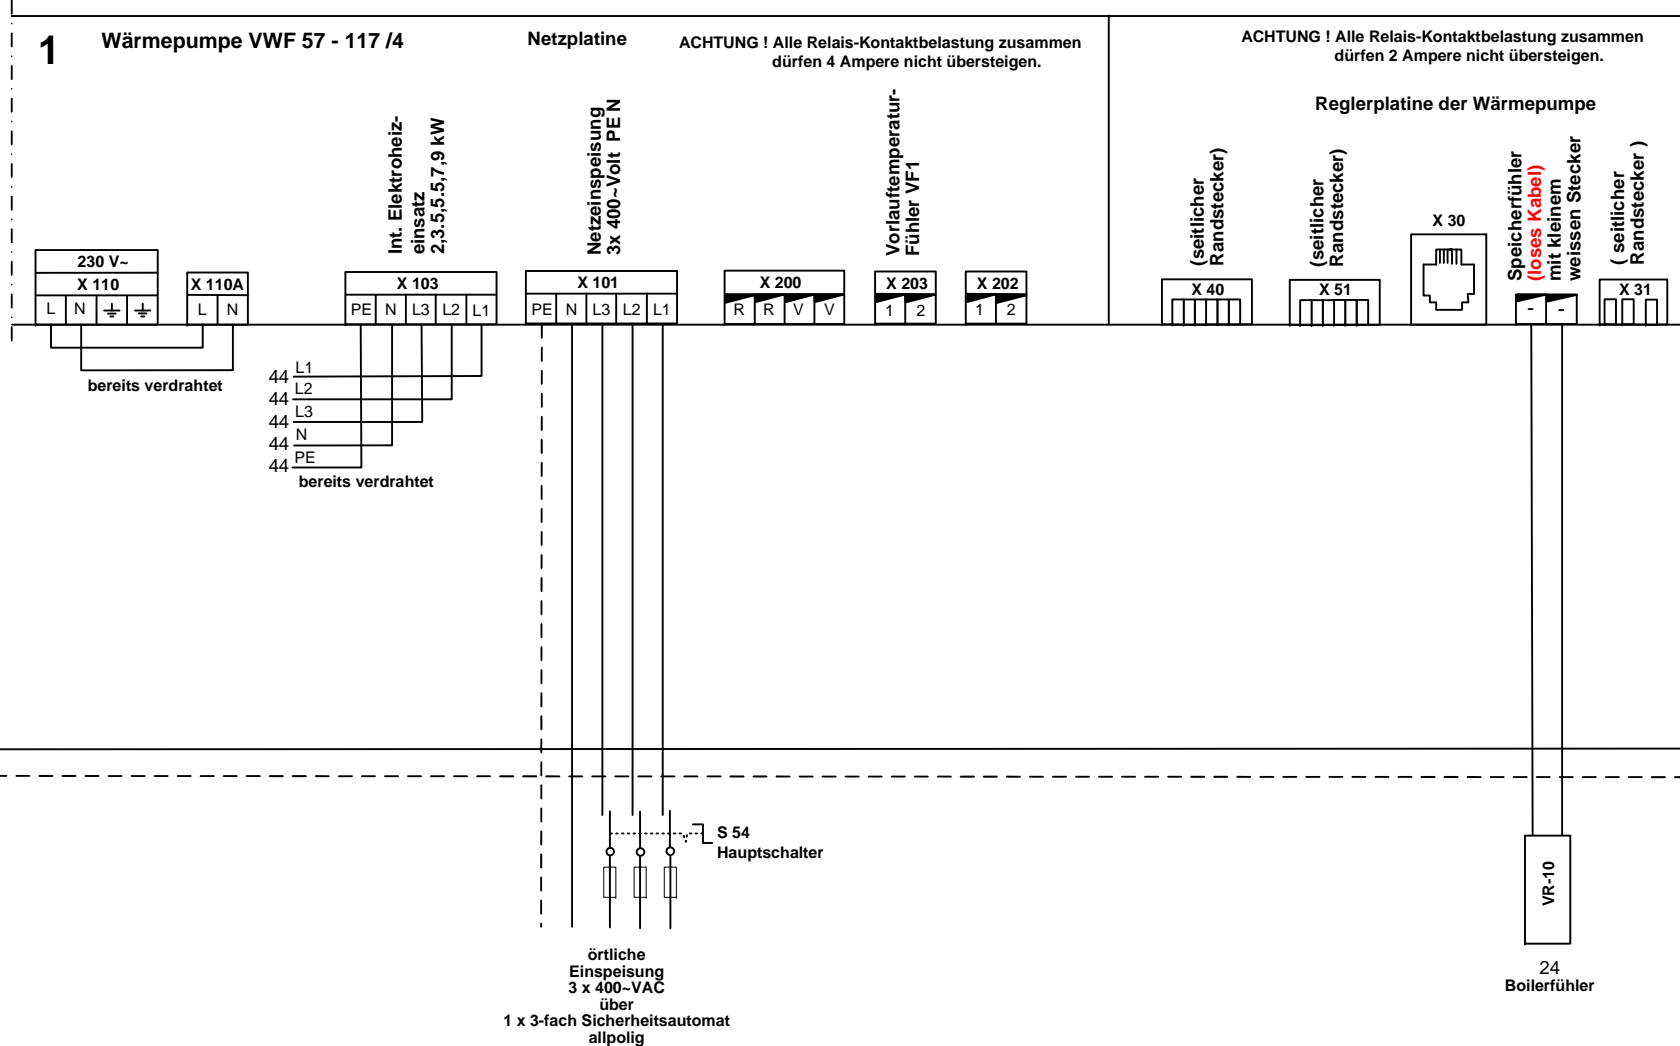 1
Wärmepumpe VWF 57 - 117 /4
Netzplatine
ACHTUNG ! Alle Relais-Kontaktbelastung zusammen
dürfen 4 Ampere nicht übersteigen.
ACHTUNG ! Alle Relais-Kontaktbelastung zusammen
dürfen 2 Ampere nicht übersteigen.
Reglerplatine der Wärmepumpe
Int. Elektroheiz-
einsatz
2,3.5,5.5,7,9 kW
Netzeinspeisung
3x 400~Volt PE N
Vorlauftemperatur-
Fühler VF1
(seitlicher
Randstecker)
(seitlicher
Randstecker)
Speicherfühler
(loses Kabel)
mit kleinem
weissen Stecker
( seitlicher
Randstecker )
230 V~
X 110
L N
X 110A
L N
X 103
PE N L3 L2 L1
X 101
PE N L3 L2 L1
X 200
R R V V
X 203
1 2
X 202
1 2
X 40
X 51
X 30
- -
X 31
bereits verdrahtet
44 L1
44 L2
44 L3
44 N
44 PE
bereits verdrahtet
S 54
Hauptschalter
örtliche
Einspeisung
3 x 400~VAC
über
1 x 3-fach Sicherheitsautomat
allpolig
VR-10
24
Boilerfühler